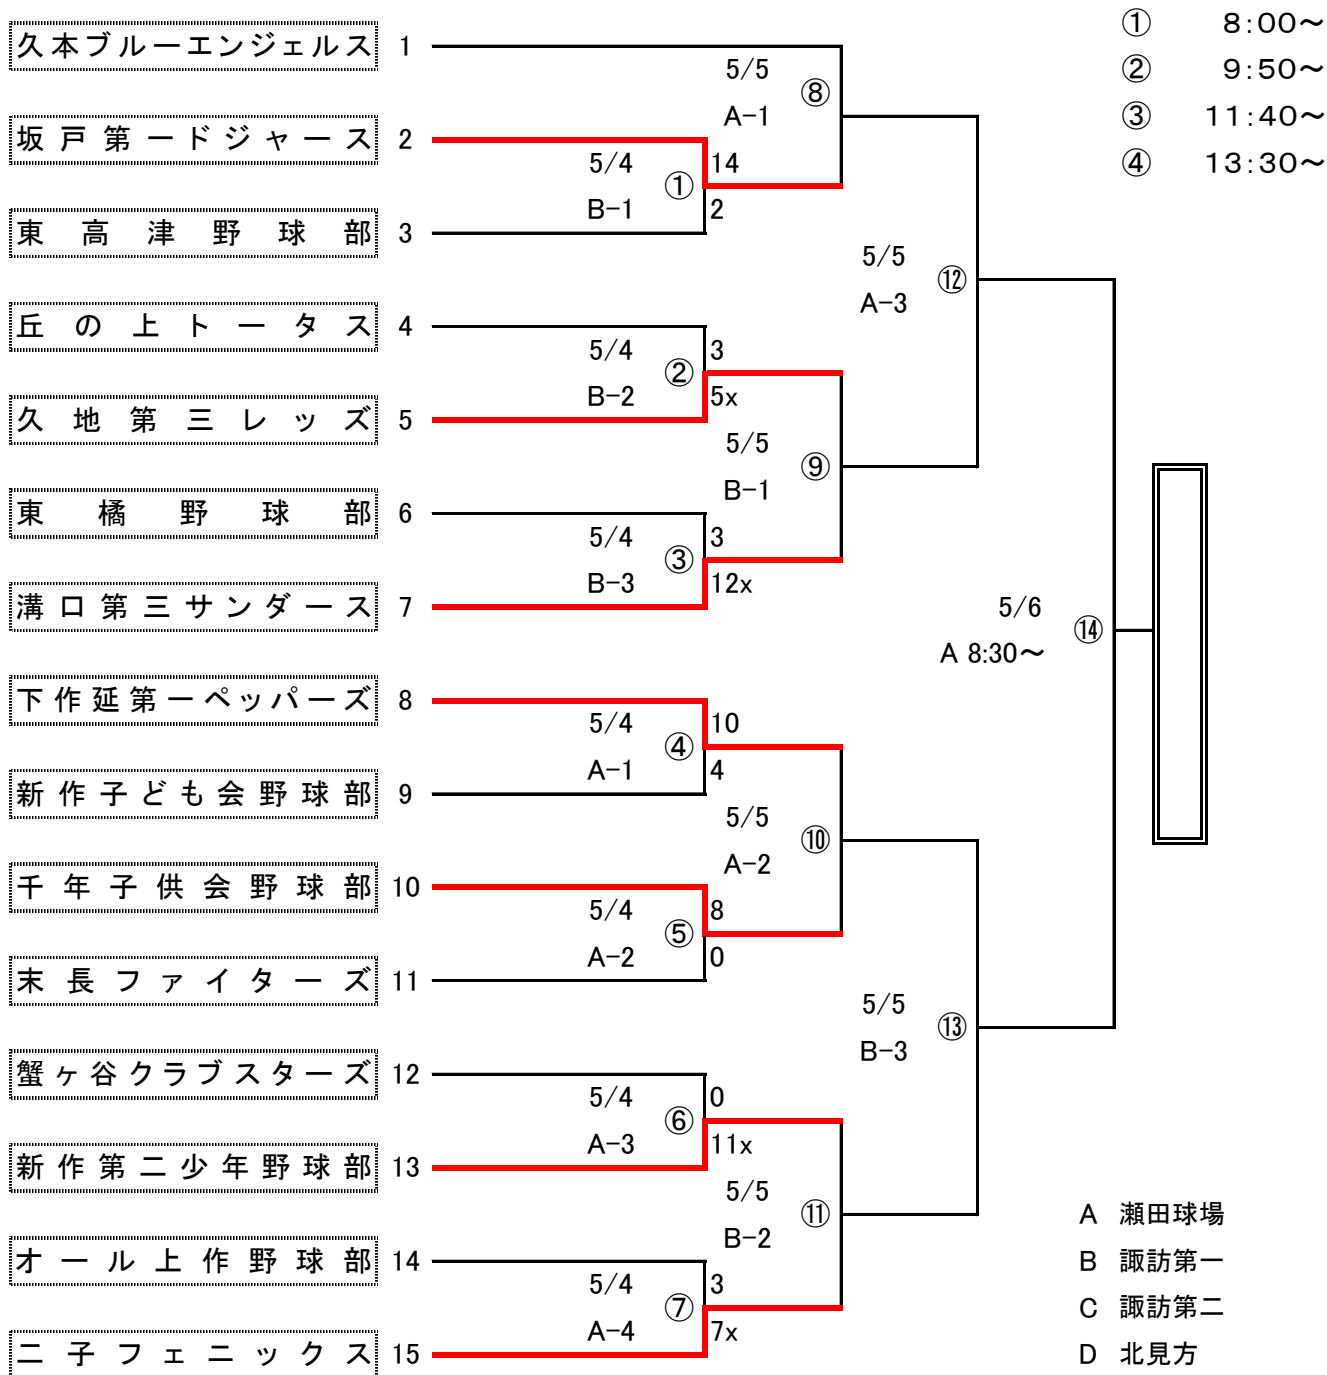 ① 8:00～
久本ブルーエンジェルス 1
5/5
② 9:50～
⑧
A-1
③ 11:40～
坂戸第一ドジャース 2
5/4 14
④ 13:30～
①
B-1 2
東高津野球部 3
5/5
⑫
A-3
丘の上トータス 4
5/4 3
②
B-2 5x
久地第三レッズ 5
5/5
⑨
B-1
東橘野球部 6
5/4 3
③
B-3 12x
溝口第三サンダース 7
5/6
⑭
A 8:30～
下作延第一ペッパーズ 8
5/4 10
④
A-1 4
新作子ども会野球部 9
5/5
⑩
A-2
千年子供会野球部 10
5/4 8
⑤
A-2 0
末長ファイターズ 11
5/5
⑬
B-3
蟹ヶ谷クラブスターズ 12
5/4 0
⑥
A-3 11x
新作第二少年野球部 13
5/5
⑪
B-2
A 瀬田球場
オール上作野球部 14
B 諏訪第一
5/4 3
⑦
C 諏訪第二
A-4 7x
二子フェニックス 15
D 北見方